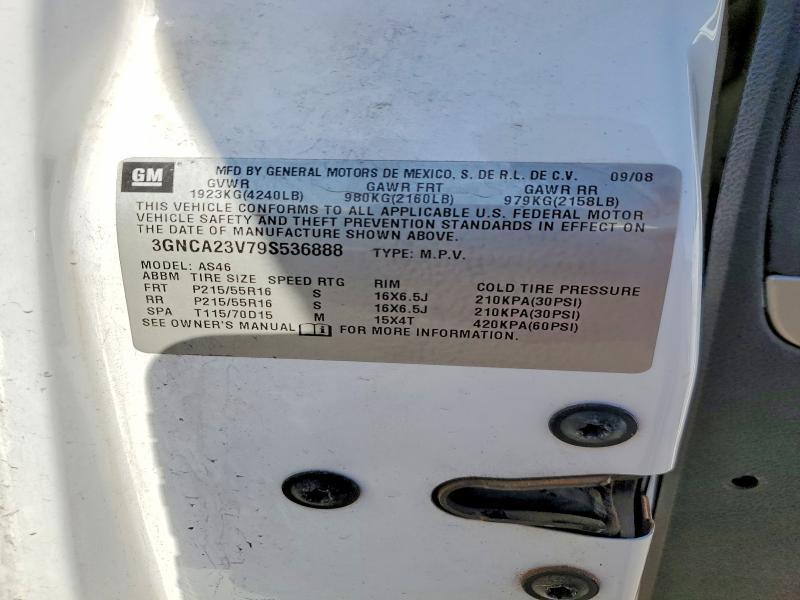 GM MFD BY GENERAL MOTORS DE MEXICO, S. DE R.L. DE C.V. 09/08
GVWR GAWR FRT GAWR RR
1923KG(4240LB) 980KG(2160LB) 979KG(2158LB)
THIS VEHICLE CONFORMS TO ALL APPLICABLE U.S. FEDERAL MOTOR
VEHICLE SAFETY AND THEFT PREVENTION STANDARDS IN EFFECT ON
THE DATE OF MANUFACTURE SHOWN ABOVE.
3GNCA23V79S536888 TYPE: M.P.V.
MODEL: AS46
ABBM TIRE SIZE SPEED RTG RIM COLD TIRE PRESSURE
FRT P215/55R16 S 16X6.5J 210KPA(30PSI)
RR P215/55R16 S 16X6.5J 210KPA(30PSI)
SPA T115/70D15 M 15X4T 420KPA(60PSI)
SEE OWNER'S MANUAL FOR MORE INFORMATION.